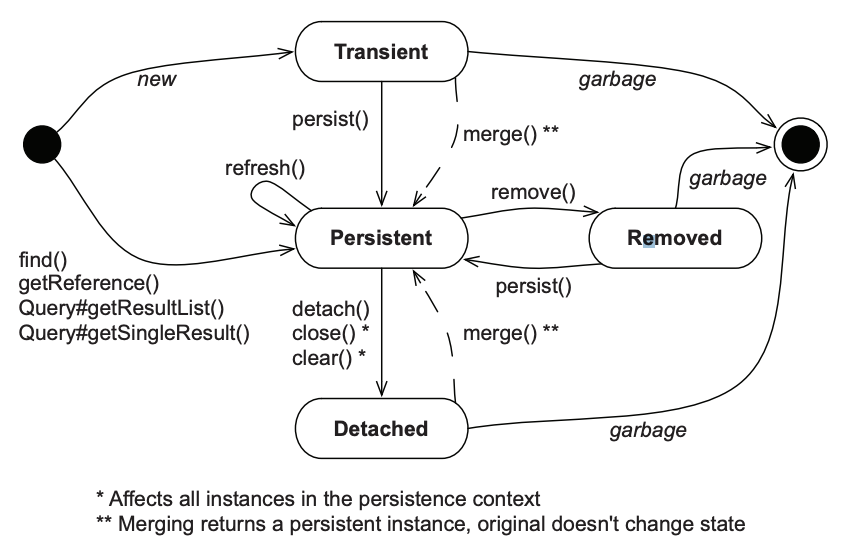 Transient
new
garbage
persist()
merge() **
refresh()
garbage
remove()
Persistent
Removed
find()
getReference()
Query#getResultList()
Query#getSingleResult()
persist()
detach()
close() *
clear() *
merge() **
Detached
garbage
* Affects all instances in the persistence context
** Merging returns a persistent instance, original doesn't change state